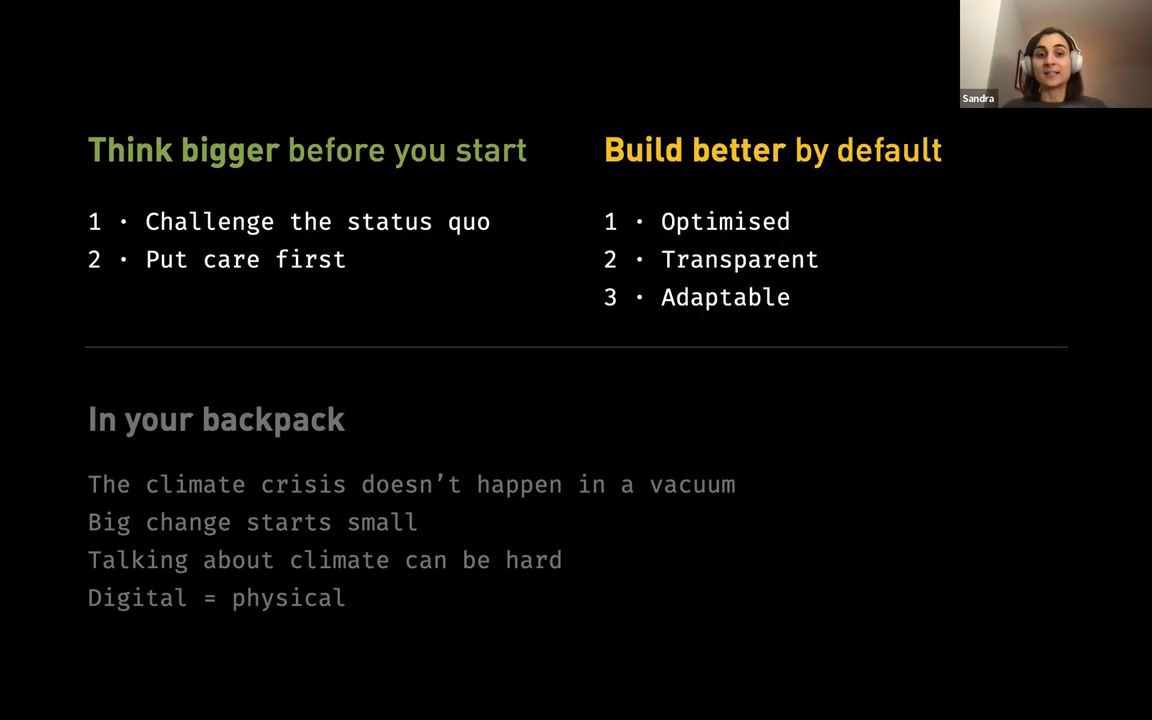 Sandra
Think bigger before you start
1 · Challenge the status quo
2 · Put care first
Build better by default
1 · Optimised
2 · Transparent
3 · Adaptable
In your backpack
The climate crisis doesn’t happen in a vacuum
Big change starts small
Talking about climate can be hard
Digital = physical